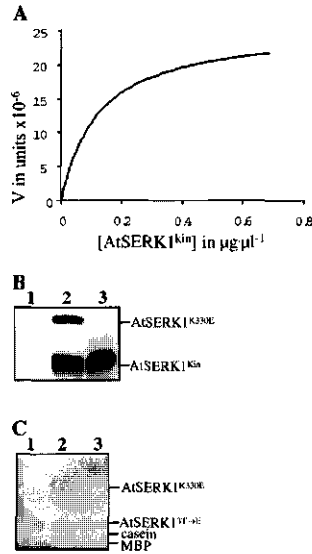 A
V in units x10⁻⁶
25
20
15
10
5
0
0 0.2 0.4 0.6 0.8
[AtSERK1ᵏⁱⁿ] in µg·µl⁻¹
B
1 2 3
AtSERK1ᴷ³³⁰ᴱ
AtSERK1ᴷⁱⁿ
C
1 2 3
AtSERK1ᴷ³³⁰ᴱ
casein
MBP